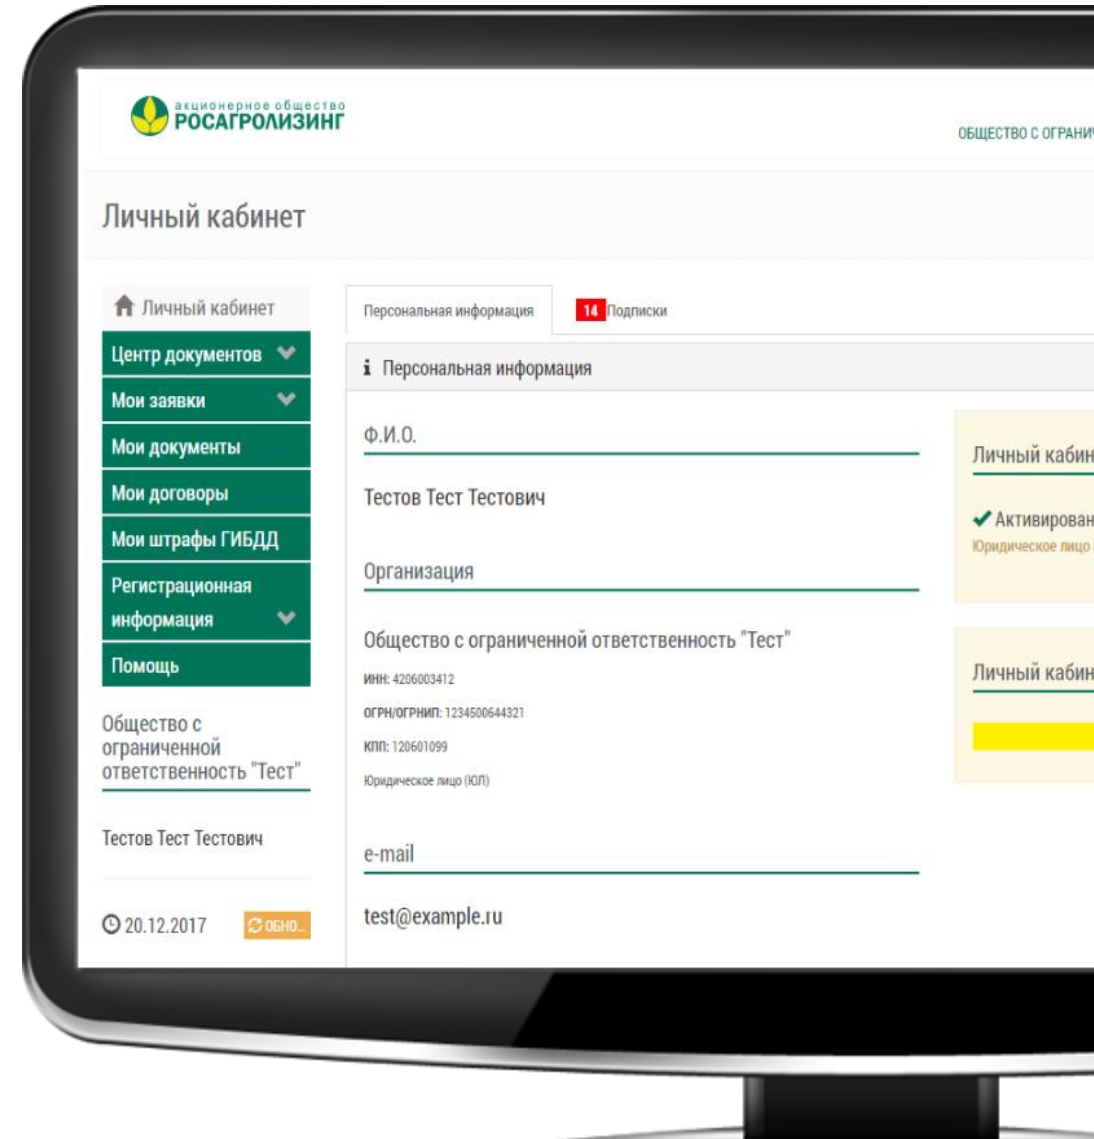 акционерное общество
РОСАГРОЛИЗИНГ
ОБЩЕСТВО С ОГРАНИЧ
Личный кабинет
Личный кабинет
Центр документов
Мои заявки
Мои документы
Мои договоры
Мои штрафы ГИБДД
Регистрационная
информация
Помощь
Общество с
ограниченной
ответственность "Тест"
Тестов Тест Тестович
20.12.2017
ОБНО...
Персональная информация
14 Подписки
i Персональная информация
Ф.И.О.
Тестов Тест Тестович
Организация
Общество с ограниченной ответственность "Тест"
ИНН: 4206003412
ОГРН/ОГРНИП: 1234500644321
КПП: 120601099
Юридическое лицо (ЮЛ)
e-mail
test@example.ru
Личный кабин
Активирован
Юридическое лицо
Личный кабин